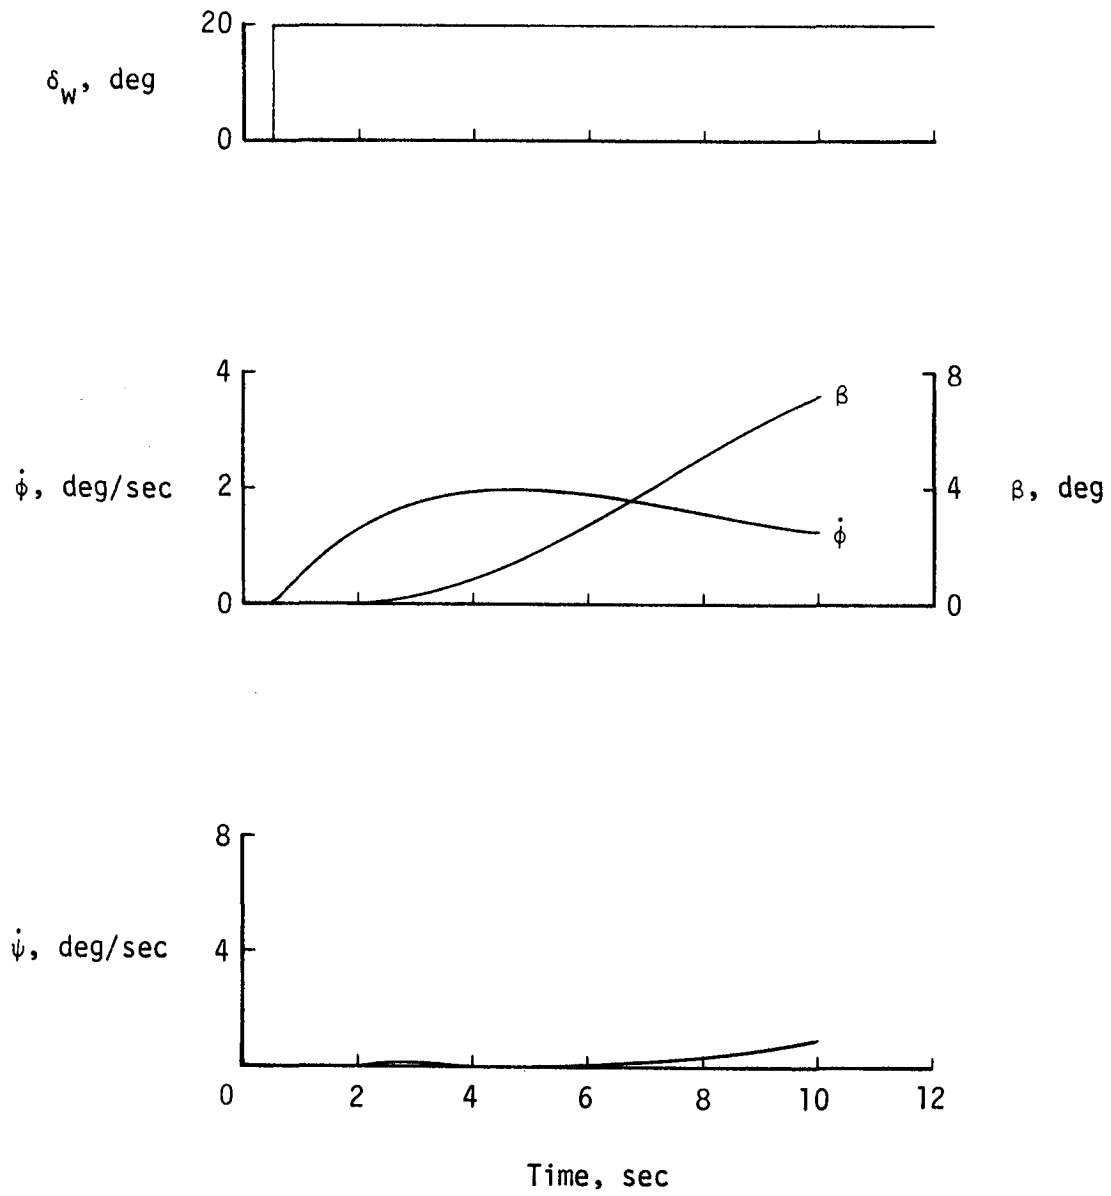 20
δw, deg
0
4
8
β
φ̇, deg/sec
2
4
β, deg
φ̇
0
0
8
ψ̇, deg/sec
4
0 2 4 6 8 10 12
Time, sec